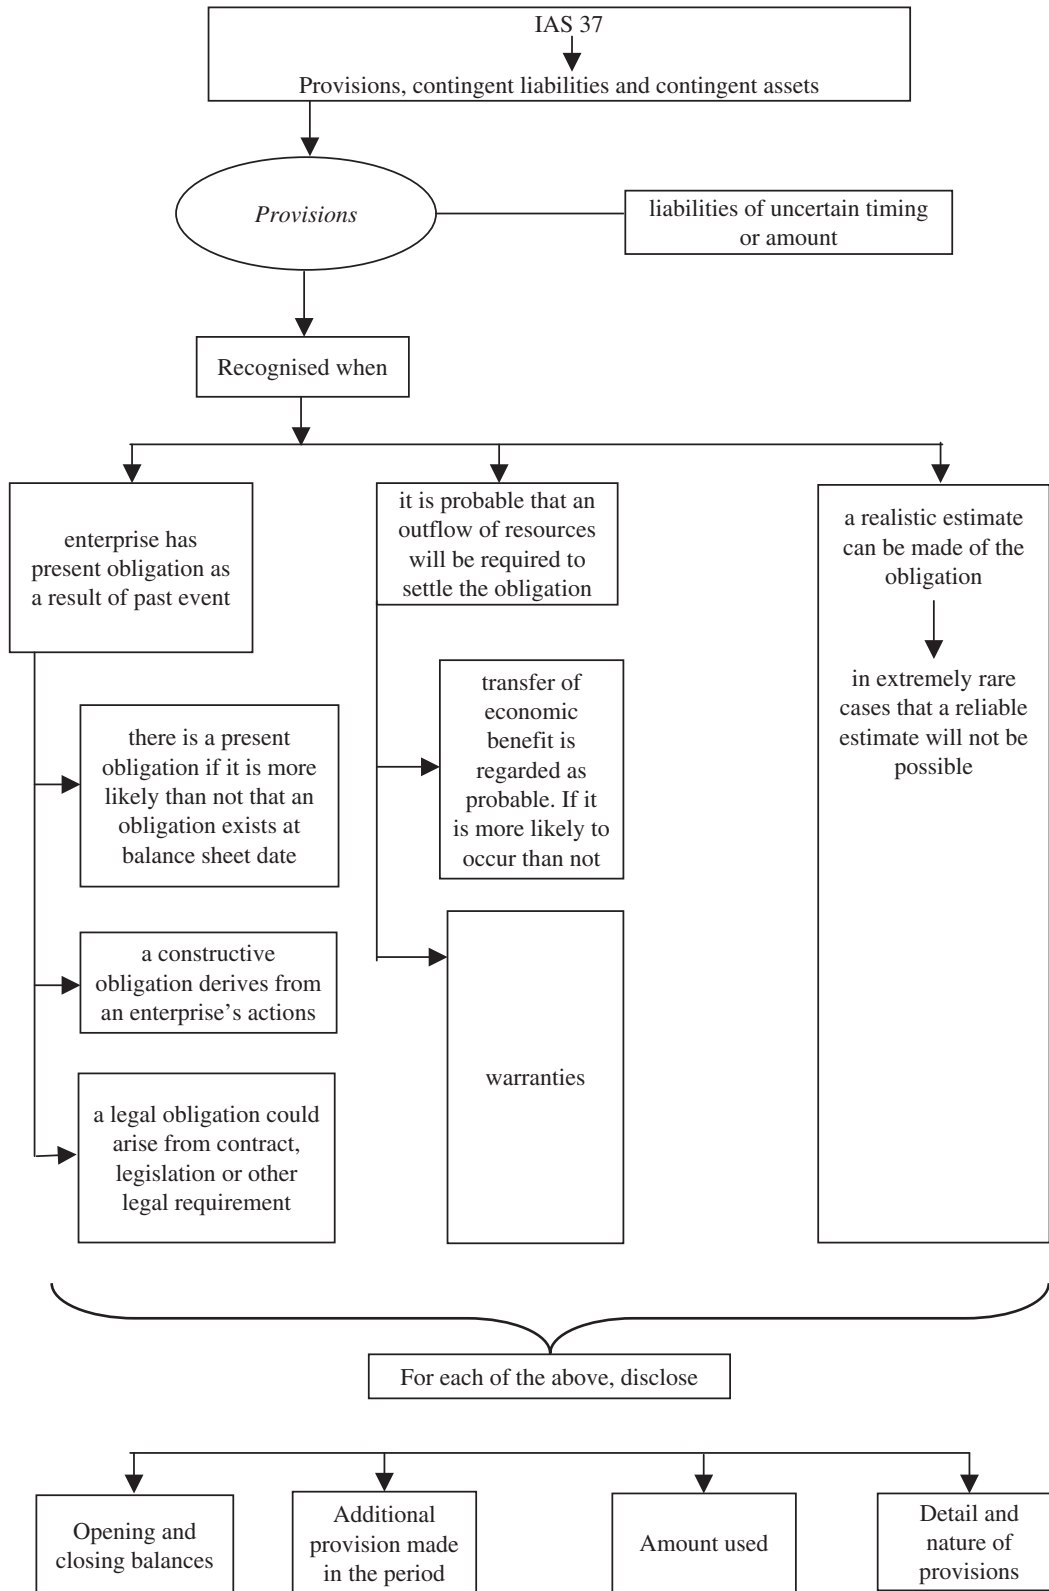 IAS 37
Provisions, contingent liabilities and contingent assets
Provisions
liabilities of uncertain timing
or amount
Recognised when
enterprise has
present obligation as
a result of past event
it is probable that an
outflow of resources
will be required to
settle the obligation
a realistic estimate
can be made of the
obligation
in extremely rare
cases that a reliable
estimate will not be
possible
there is a present
obligation if it is more
likely than not that an
obligation exists at
balance sheet date
transfer of
economic
benefit is
regarded as
probable. If it
is more likely to
occur than not
a constructive
obligation derives from
an enterprise’s actions
warranties
a legal obligation could
arise from contract,
legislation or other
legal requirement
For each of the above, disclose
Opening and
closing balances
Additional
provision made
in the period
Amount used
Detail and
nature of
provisions